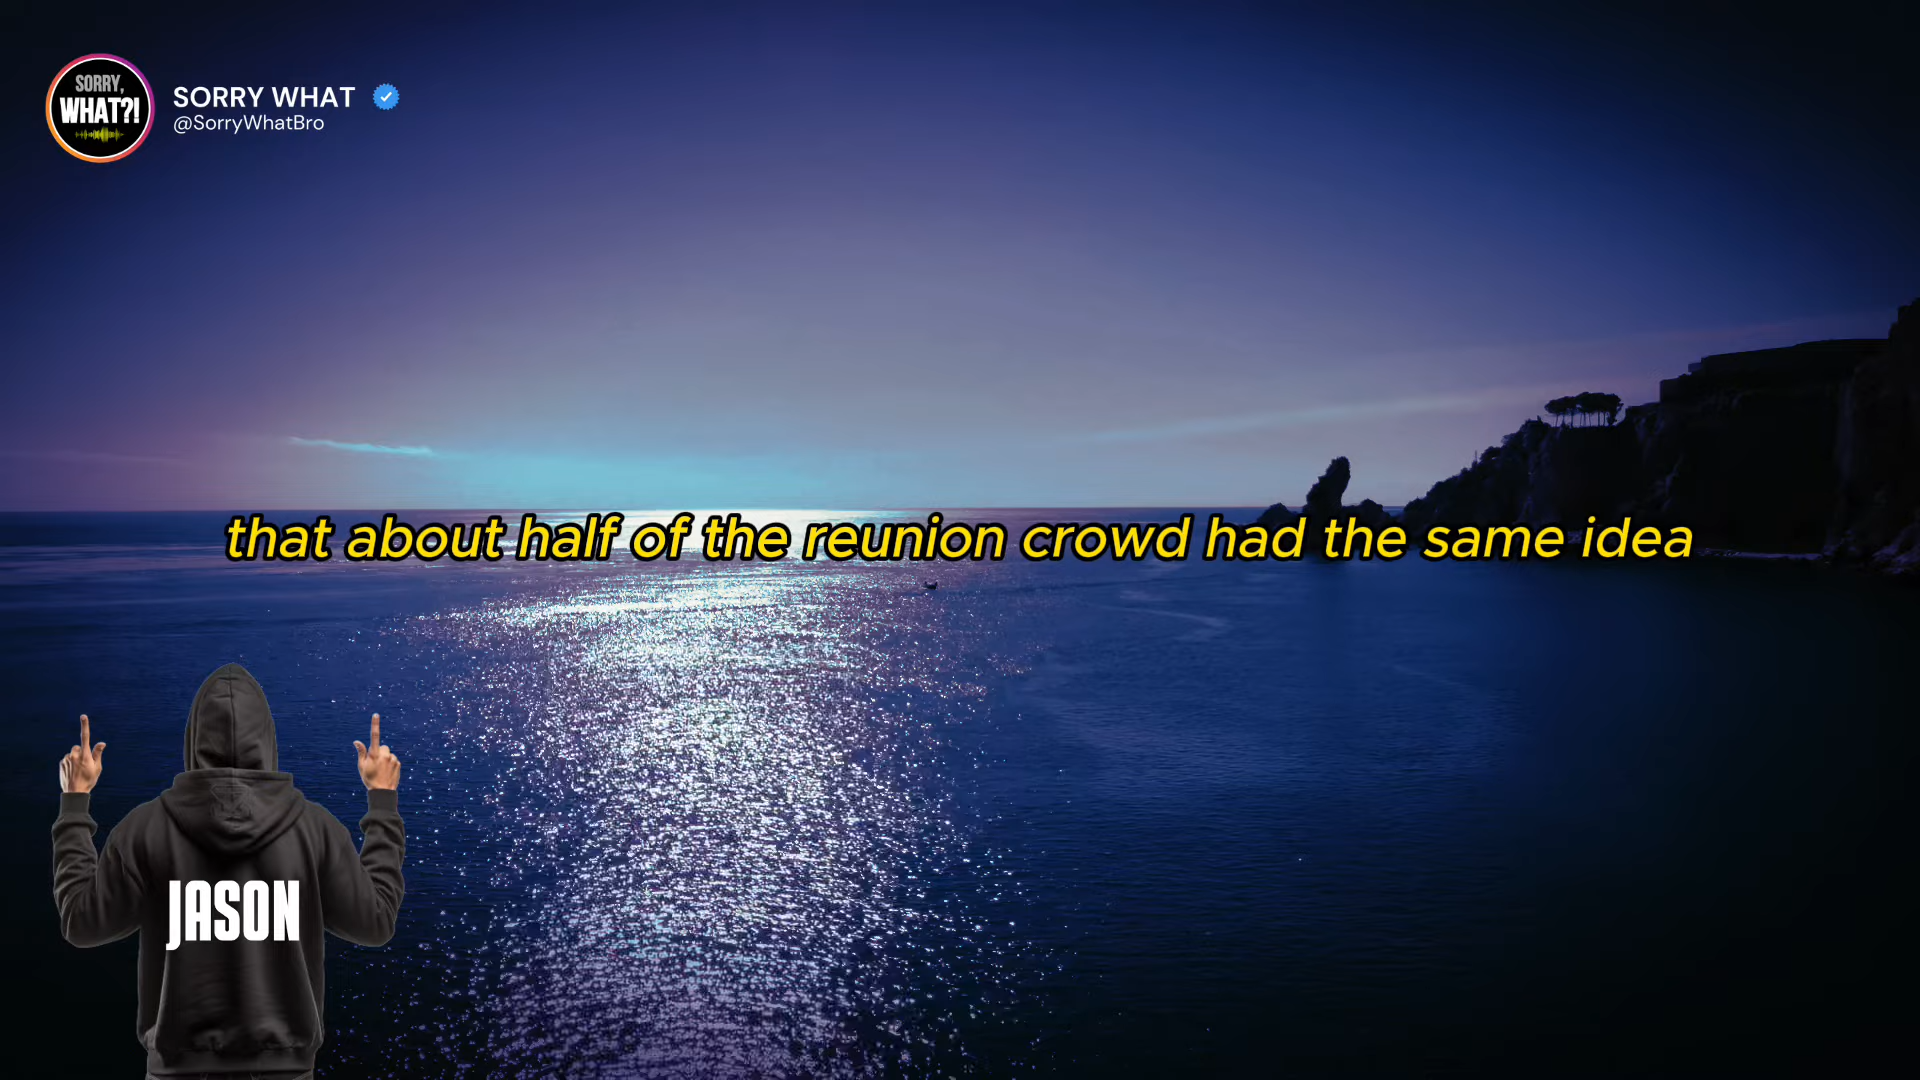 SORRY,
WHAT?!
SORRY WHAT
@SorryWhatBro
that about half of the reunion crowd had the same idea
JASON